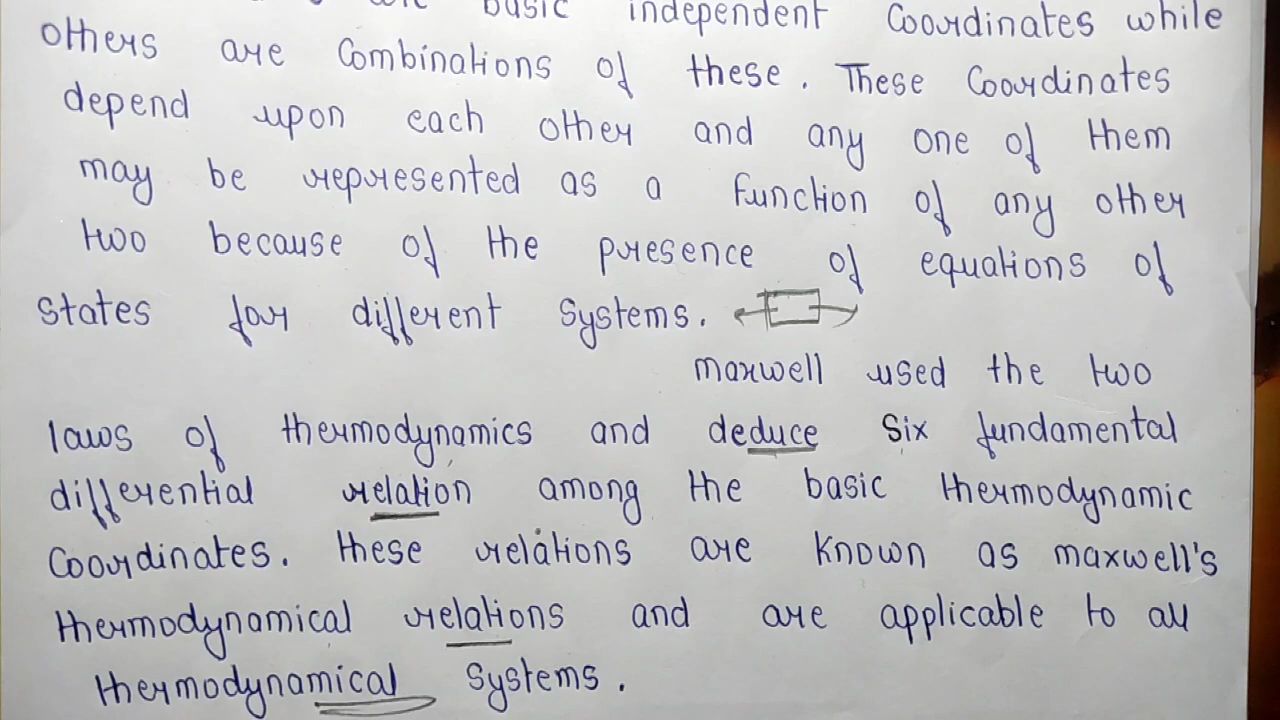 basic independent Coordinates while
others are Combinations of these. These Coordinates
depend upon each other and any one of them
may be represented as a function of any other
two because of the presence of equations of
States for different Systems.
maxwell used the two
laws of thermodynamics and deduce Six fundamental
differential relation among the basic thermodynamic
Coordinates. these relations are known as maxwell's
thermodynamical relations and are applicable to all
thermodynamical Systems.